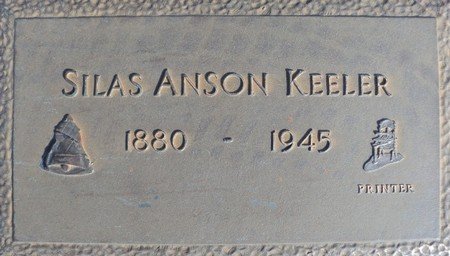 SILAS ANSON KEELER
1880 - 1945
PRINTER